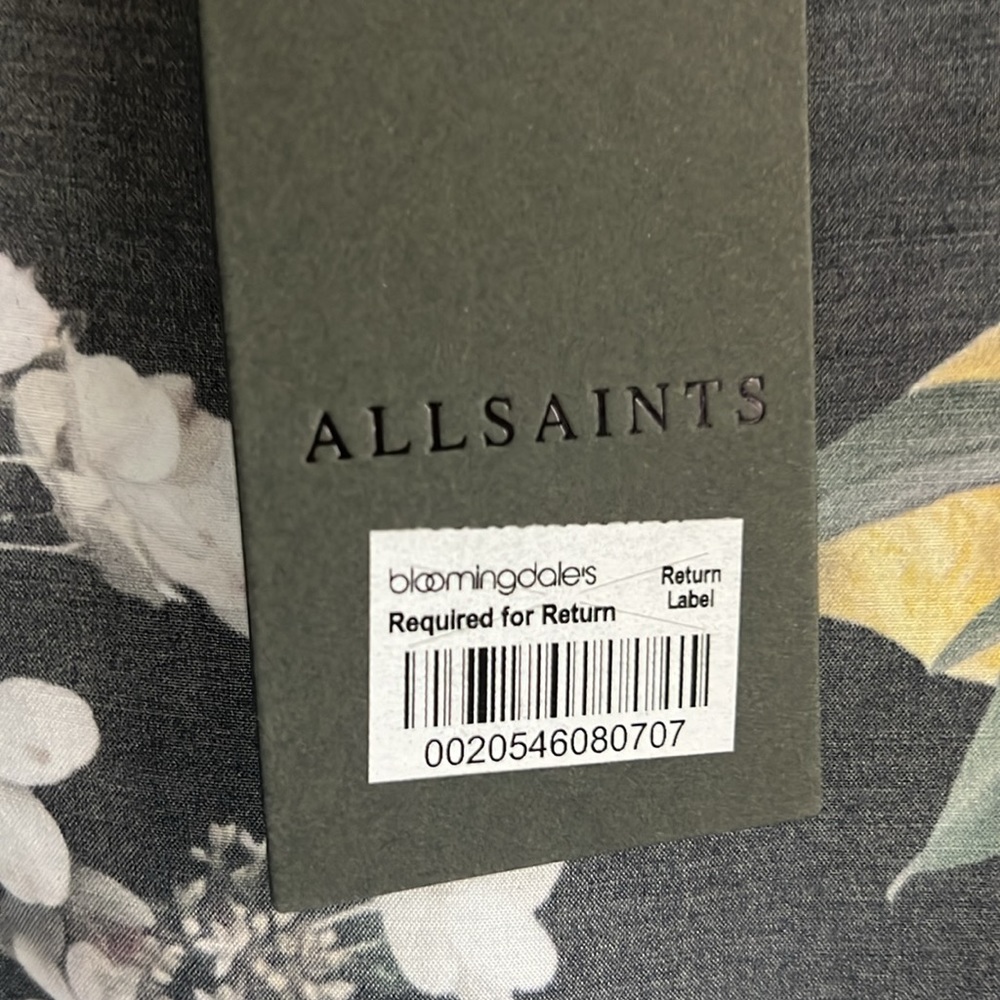 ALLSAINTS
bloomingdale's
Return
Label
Required for Return
0020546080707